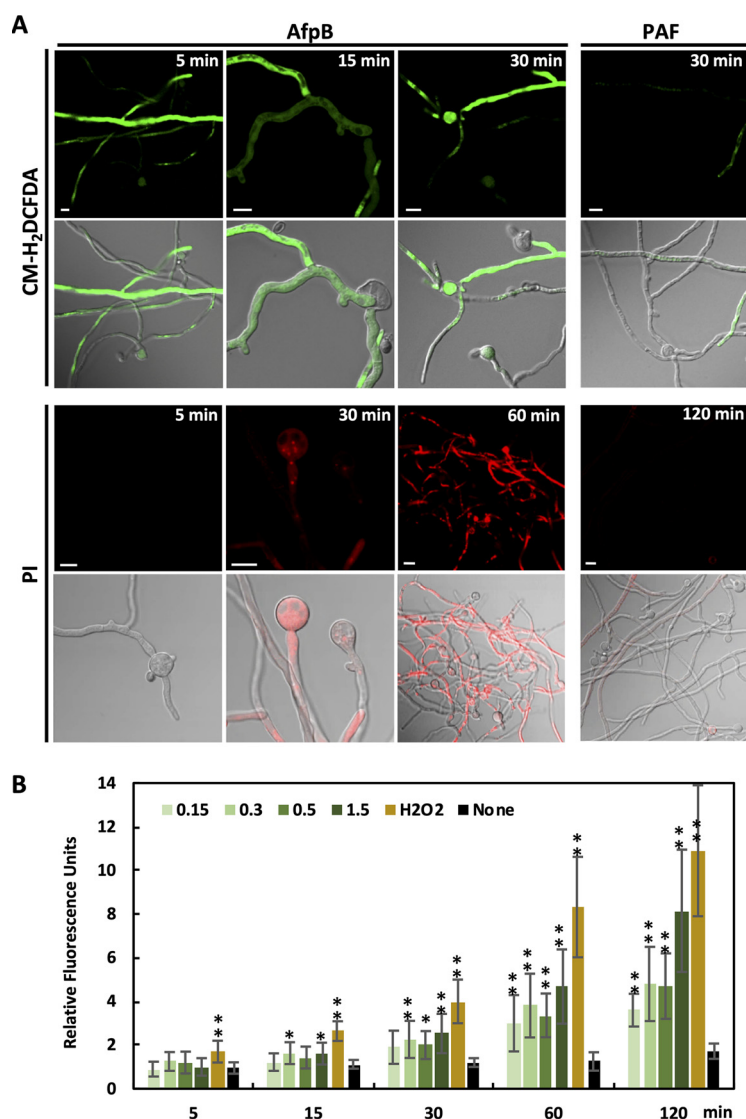 A
AfpB PAF
5 min 15 min 30 min 30 min
CM-H₂DCFDA
5 min 30 min 60 min 120 min
PI
B
14
12
10
8
6
4
2
0
Relative Fluorescence Units
0.15 0.3 0.5 1.5 H2O2 None
** * * ** ** * ** ** ** ** ** ** ** ** ** ** ** **
5 15 30 60 120 min